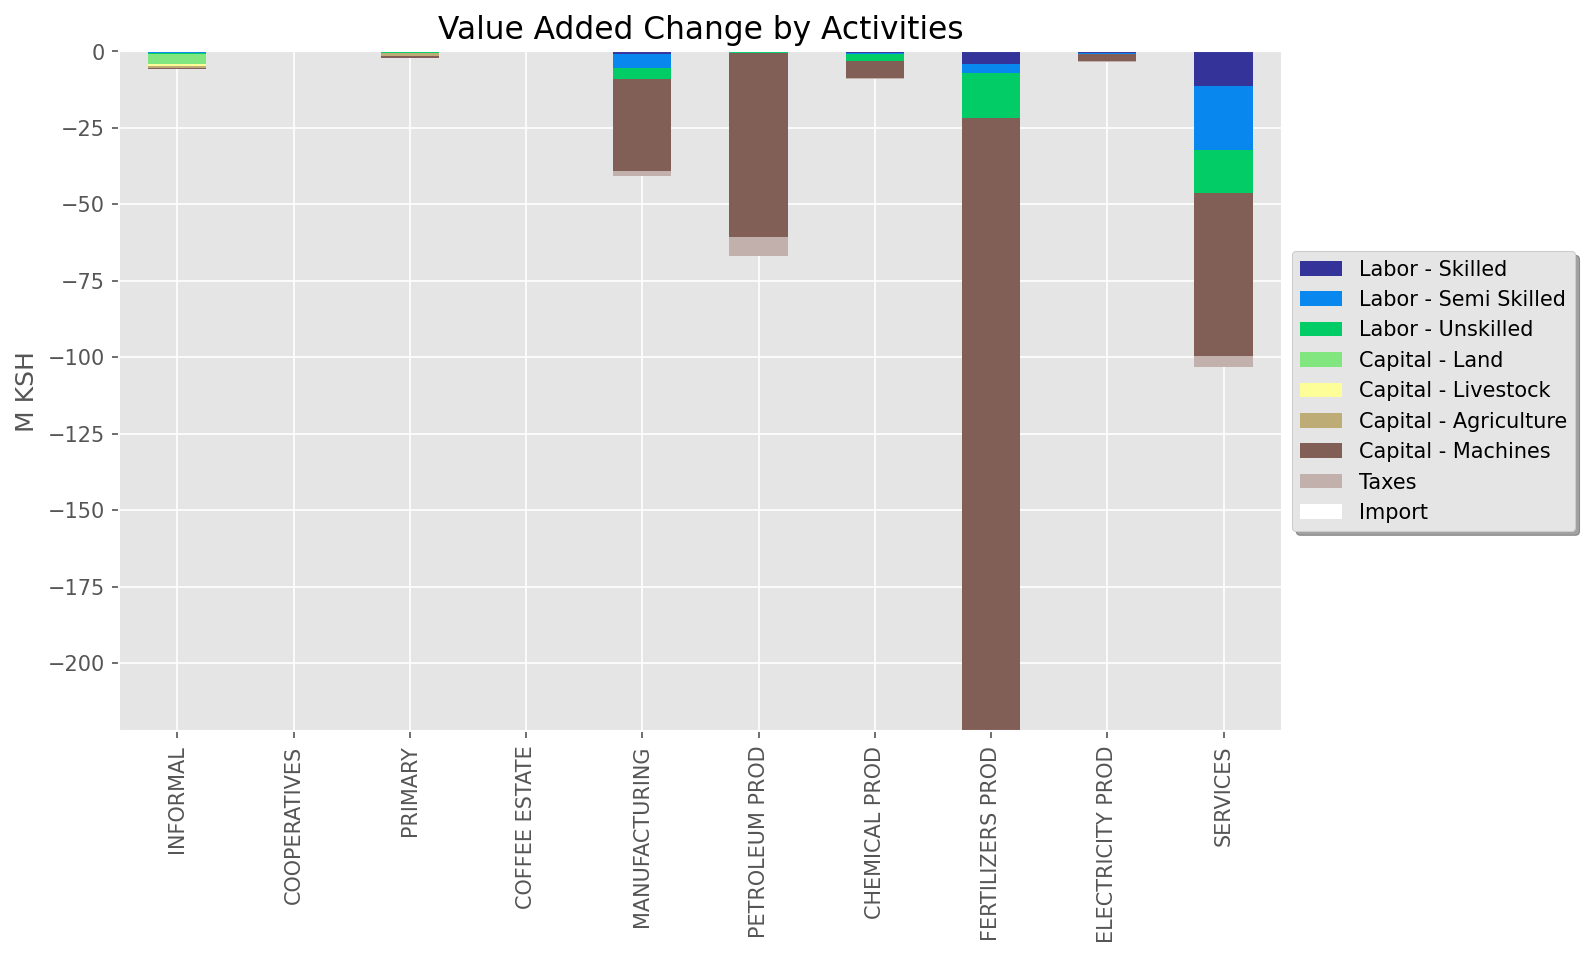 Value Added Change by Activities
0
−25
−50
−75
−100
−125
−150
−175
−200
M KSH
INFORMAL
COOPERATIVES
PRIMARY
COFFEE ESTATE
MANUFACTURING
PETROLEUM PROD
CHEMICAL PROD
FERTILIZERS PROD
ELECTRICITY PROD
SERVICES
Labor - Skilled
Labor - Semi Skilled
Labor - Unskilled
Capital - Land
Capital - Livestock
Capital - Agriculture
Capital - Machines
Taxes
Import